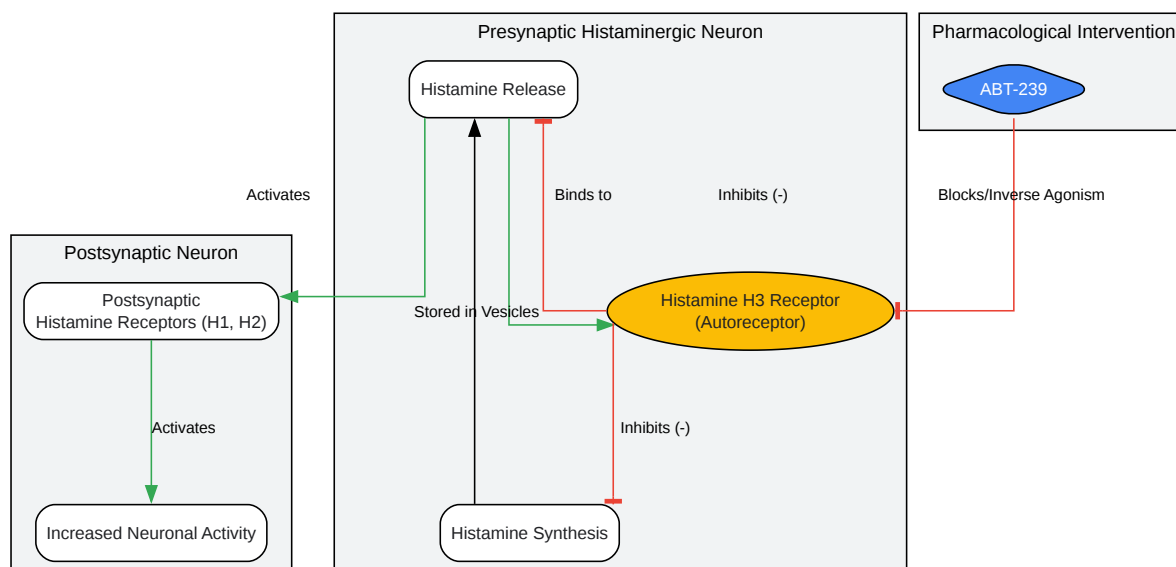 Presynaptic Histaminergic Neuron
Pharmacological Intervention
Histamine Release
ABT-239
Activates
Binds to
Inhibits (-)
Blocks/Inverse Agonism
Postsynaptic Neuron
Postsynaptic
Histamine Receptors (H1, H2)
Stored in Vesicles
Histamine H3 Receptor
(Autoreceptor)
Activates
Inhibits (-)
Increased Neuronal Activity
Histamine Synthesis